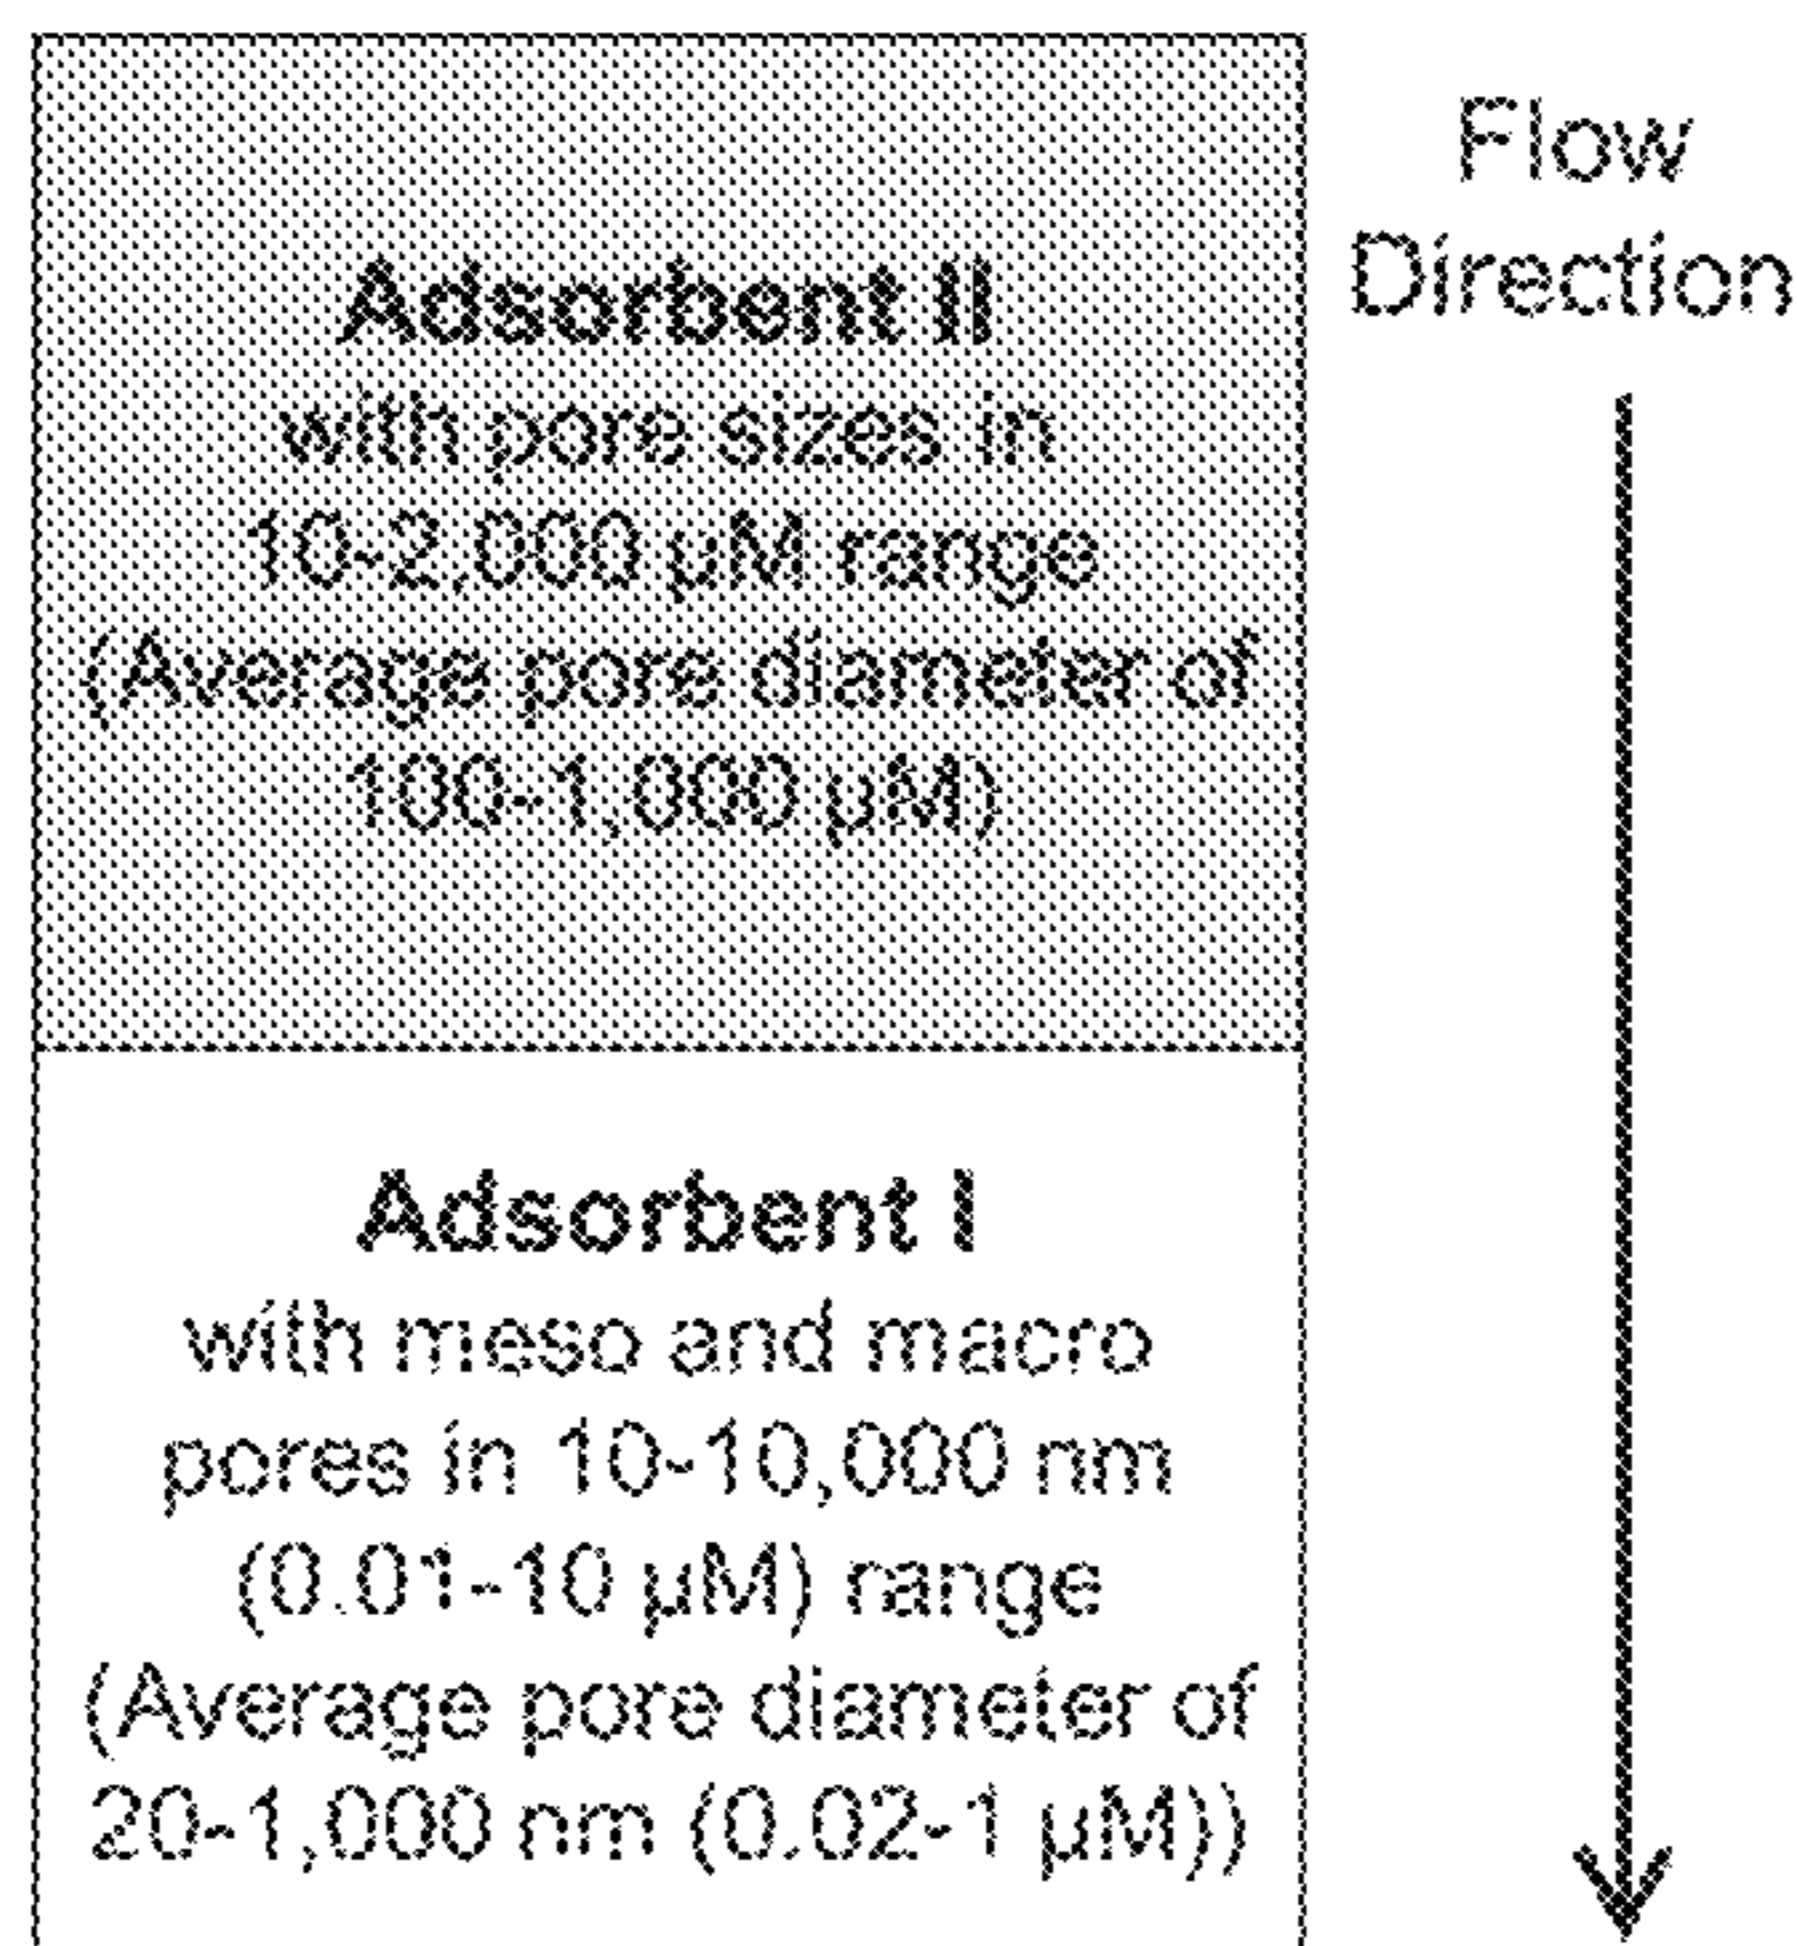 Adsorbent II
with pore sizes in
10-2,000 µM range
(Average pore diameter of
100-1,000 µM)
Adsorbent I
with meso and macro
pores in 10-10,000 nm
(0.01-10 µM) range
(Average pore diameter of
20-1,000 nm (0.02-1 µM))
Flow
Direction